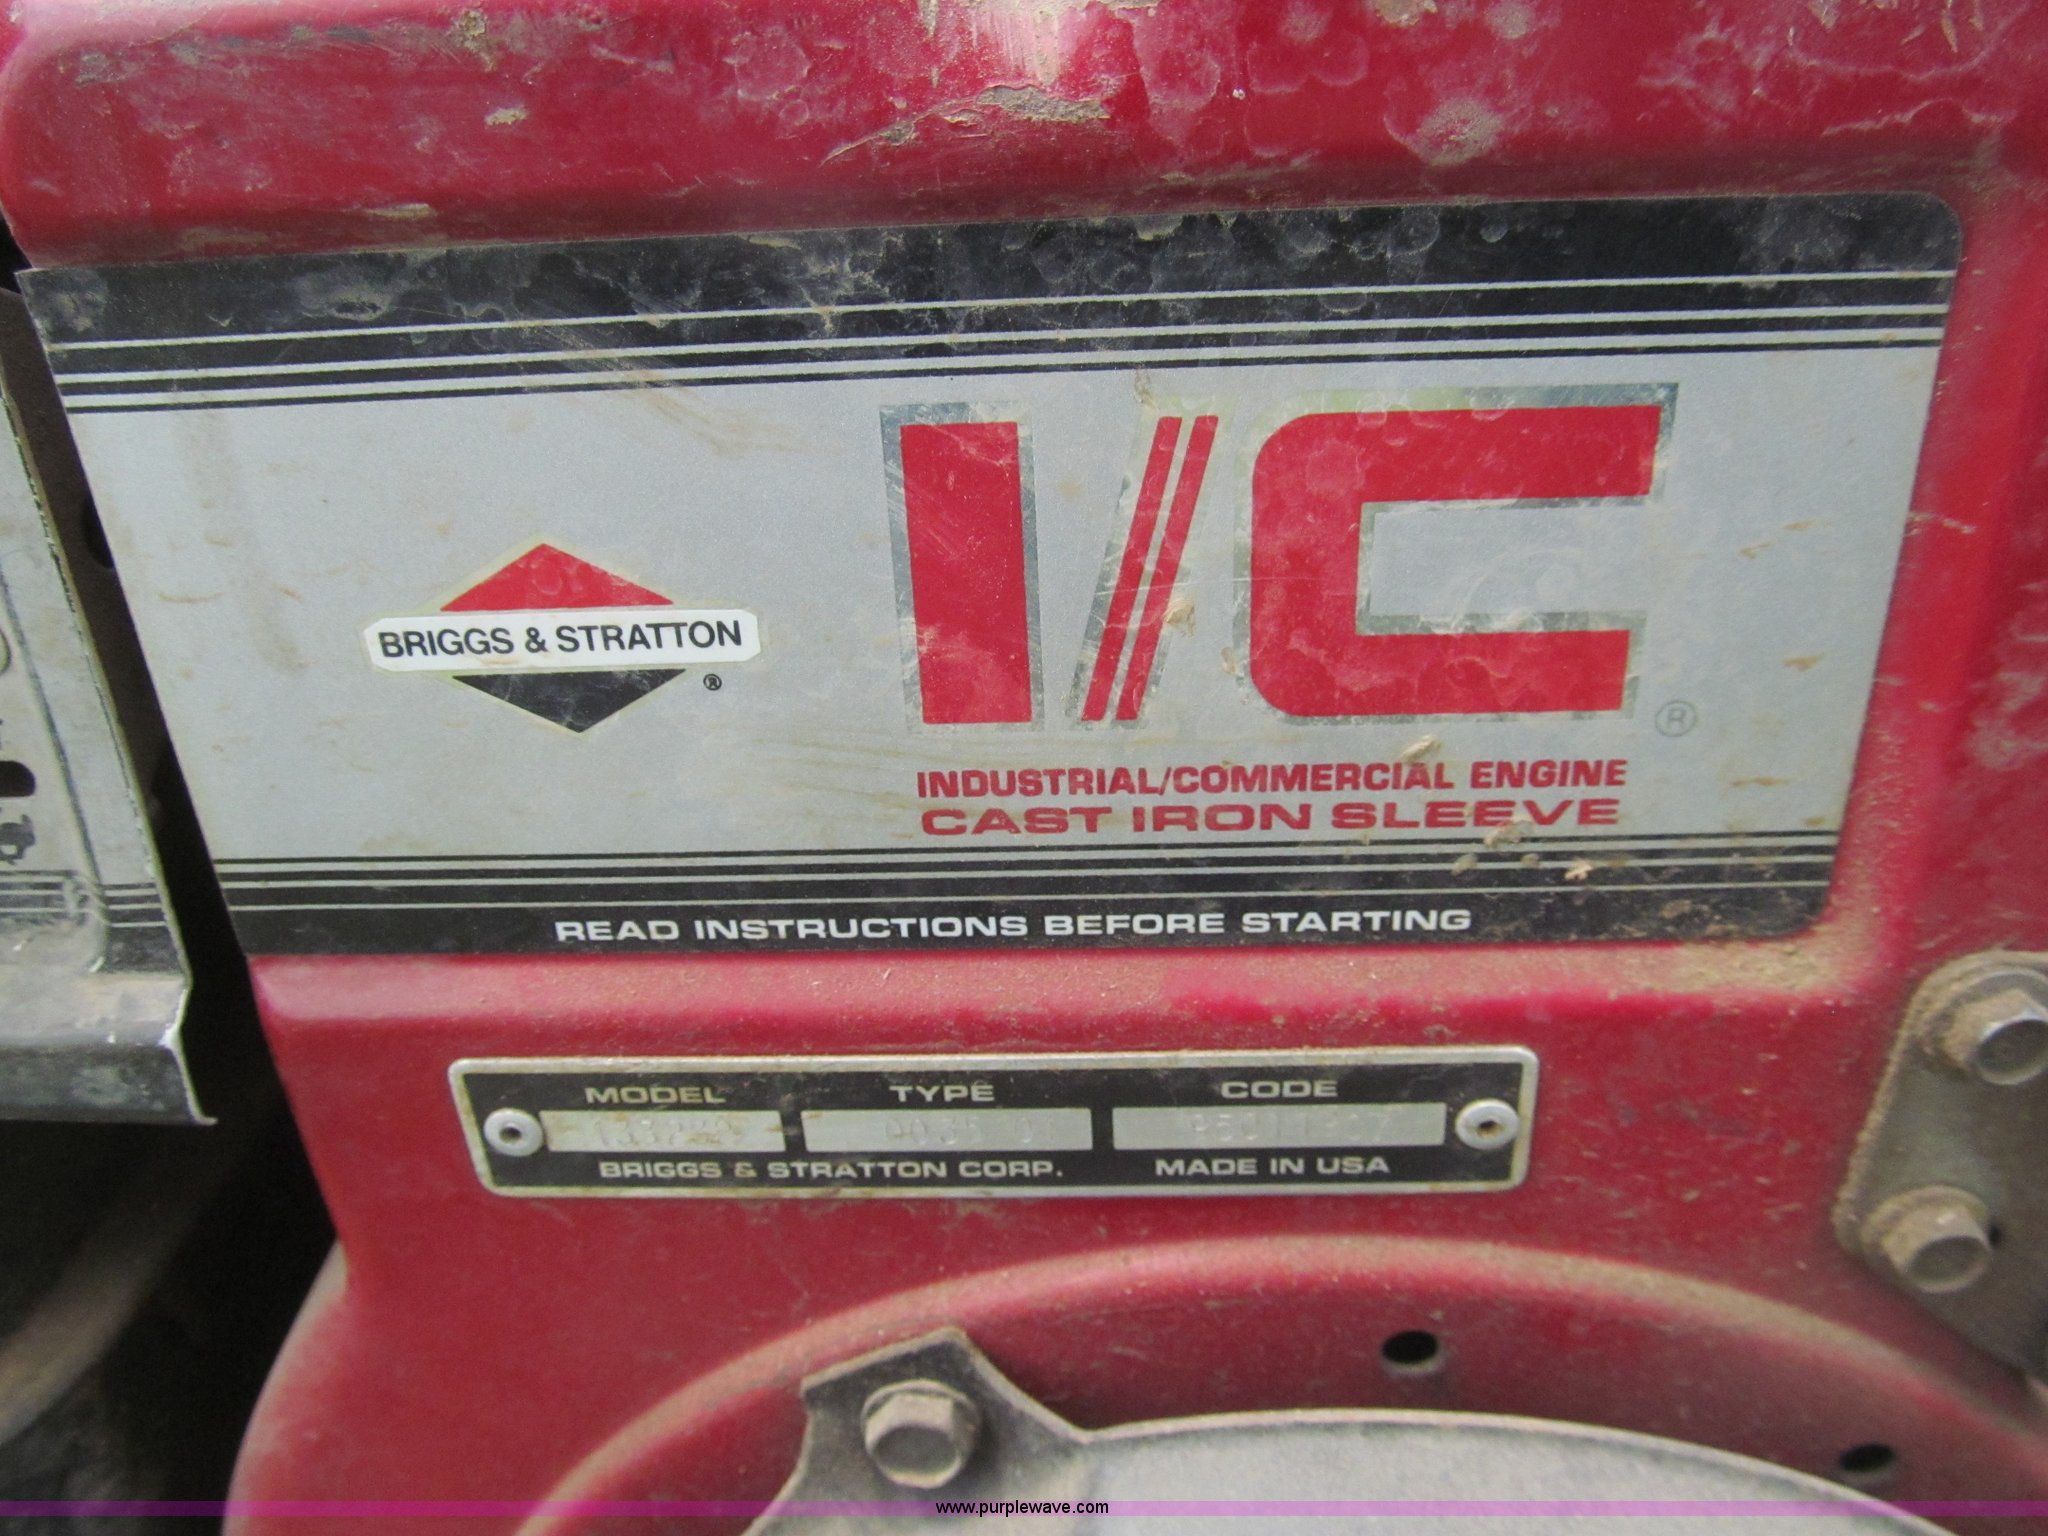 BRIGGS & STRATTON
®
I/C
®
INDUSTRIAL/COMMERCIAL ENGINE
CAST IRON SLEEVE
READ INSTRUCTIONS BEFORE STARTING
MODEL TYPE CODE
BRIGGS & STRATTON CORP. MADE IN USA
www.purplewave.com